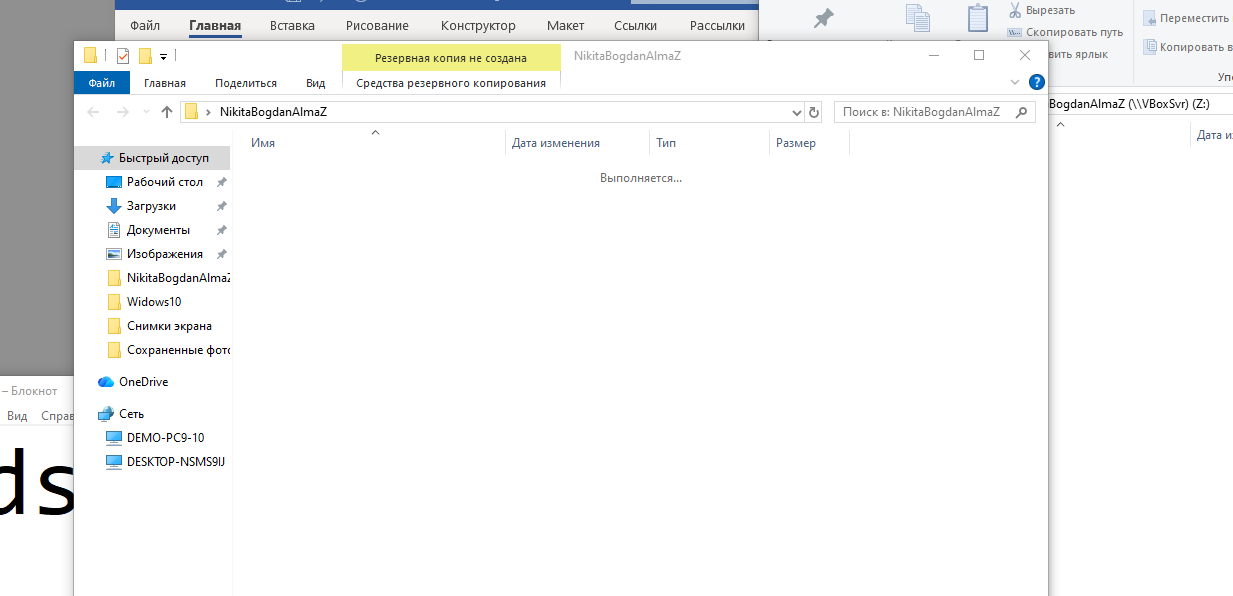 Файл Главная Вставка Рисование Конструктор Макет Ссылки Рассылки
Вырезать
Скопировать путь
вить ярлык
Переместить
Копировать в
Резервная копия не создана
NikitaBogdanAlmaZ
Файл Главная Поделиться Вид Средства резервного копирования
?
NikitaBogdanAlmaZ
Поиск в: NikitaBogdanAlmaZ
BogdanAlmaZ (\\VBoxSvr) (Z:)
Имя Дата изменения Тип Размер
Дата из
Выполняется...
Быстрый доступ
Рабочий стол
Загрузки
Документы
Изображения
NikitaBogdanAlmaZ
Widows10
Снимки экрана
Сохраненные фото
OneDrive
Сеть
DEMO-PC9-10
DESKTOP-NSMS9IJ
– Блокнот
Вид Справ
ds